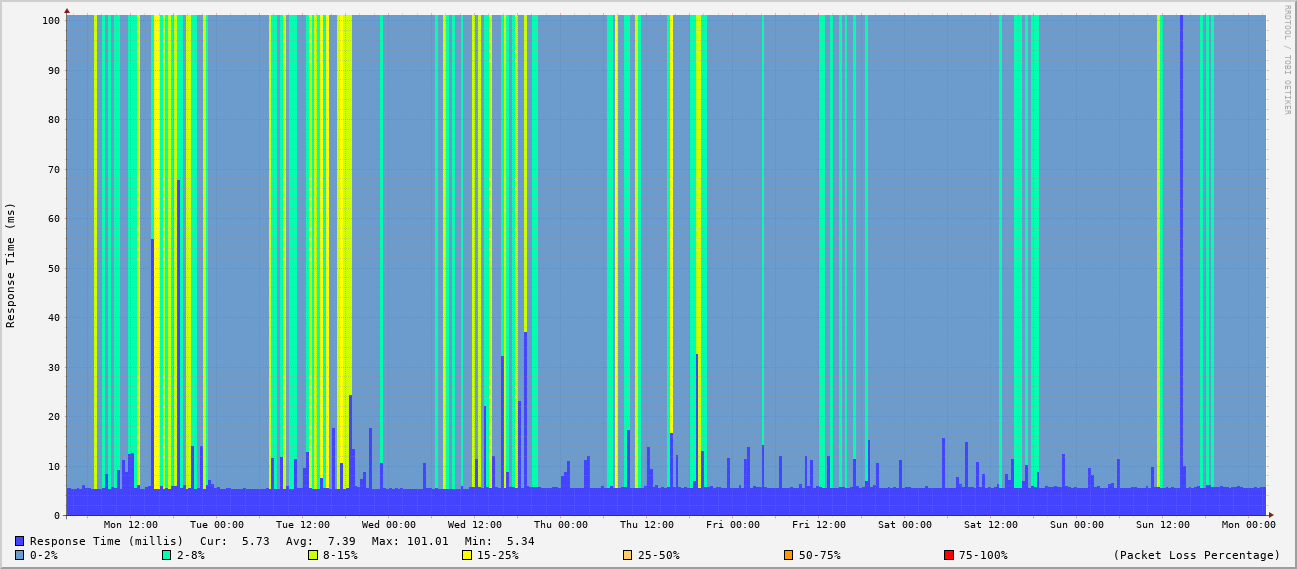 RRDTOOL / TOBI OETIKER
Response Time (ms)
100
90
80
70
60
50
40
30
20
10
0
Mon 12:00 Tue 00:00 Tue 12:00 Wed 00:00 Wed 12:00 Thu 00:00 Thu 12:00 Fri 00:00 Fri 12:00 Sat 00:00 Sat 12:00 Sun 00:00 Sun 12:00 Mon 00:00
Response Time (millis) Cur: 5.73 Avg: 7.39 Max: 101.01 Min: 5.34
0-2% 2-8% 8-15% 15-25% 25-50% 50-75% 75-100% (Packet Loss Percentage)